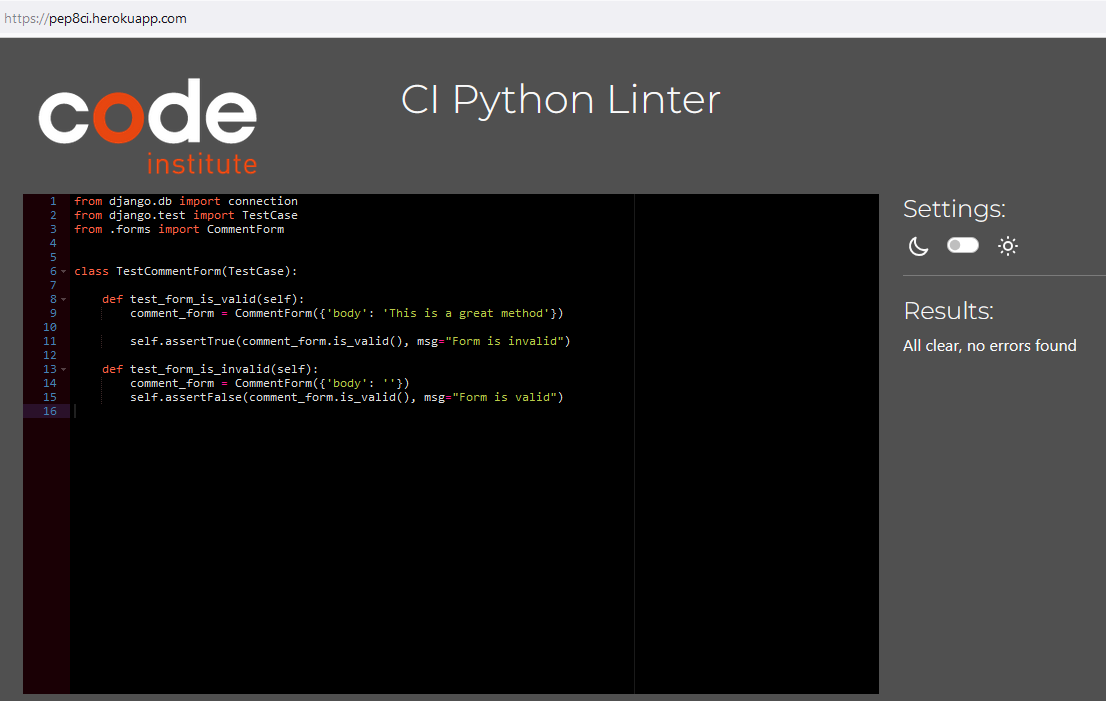 https://pep8ci.herokuapp.com
code
institute
CI Python Linter
1 from django.db import connection
2 from django.test import TestCase
3 from .forms import CommentForm
4
5
6 class TestCommentForm(TestCase):
7
8     def test_form_is_valid(self):
9         comment_form = CommentForm({'body': 'This is a great method'})
10
11         self.assertTrue(comment_form.is_valid(), msg="Form is invalid")
12
13     def test_form_is_invalid(self):
14         comment_form = CommentForm({'body': ''})
15         self.assertFalse(comment_form.is_valid(), msg="Form is valid")
16
Settings:
Results:
All clear, no errors found